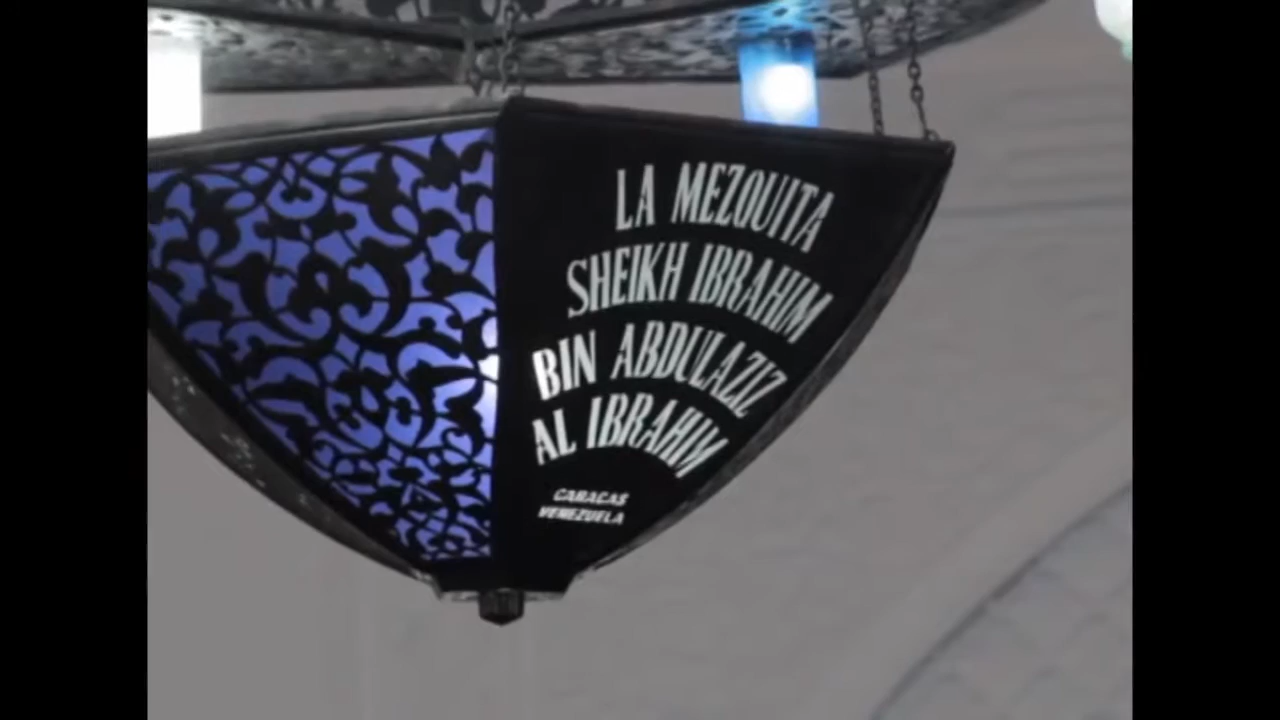 LA MEZQUITA
SHEIKH IBRAHIM
BIN ABDULAZIZ
AL IBRAHIM
CARACAS
VENEZUELA